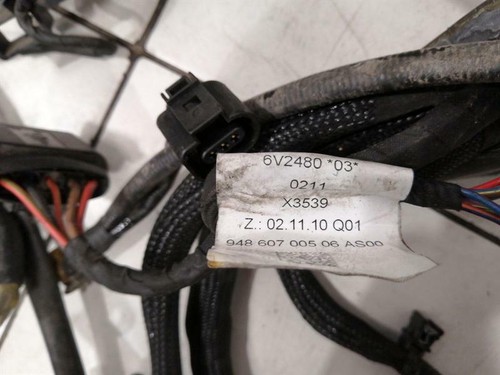 6V2480 *03*
0211
X3539
Z.: 02.11.10 Q01
948 607 005 06 AS00